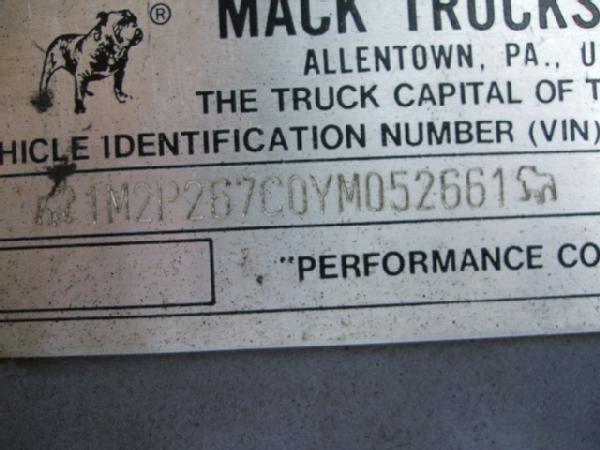 ®
MACK TRUCKS
ALLENTOWN, PA., U
THE TRUCK CAPITAL OF T
HICLE IDENTIFICATION NUMBER (VIN)
1M2P267C0YM052661
"PERFORMANCE CO